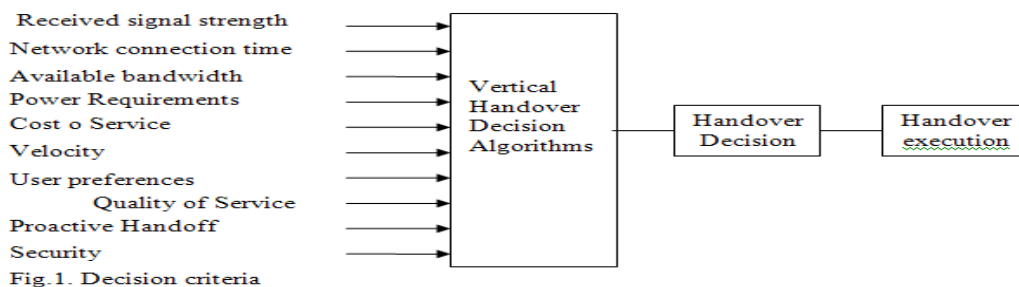 Received signal strength
Network connection time
Available bandwidth
Power Requirements
Cost o Service
Velocity
User preferences
Quality of Service
Proactive Handoff
Security
Fig.1. Decision criteria
Vertical
Handover
Decision
Algorithms
Handover
Decision
Handover
execution